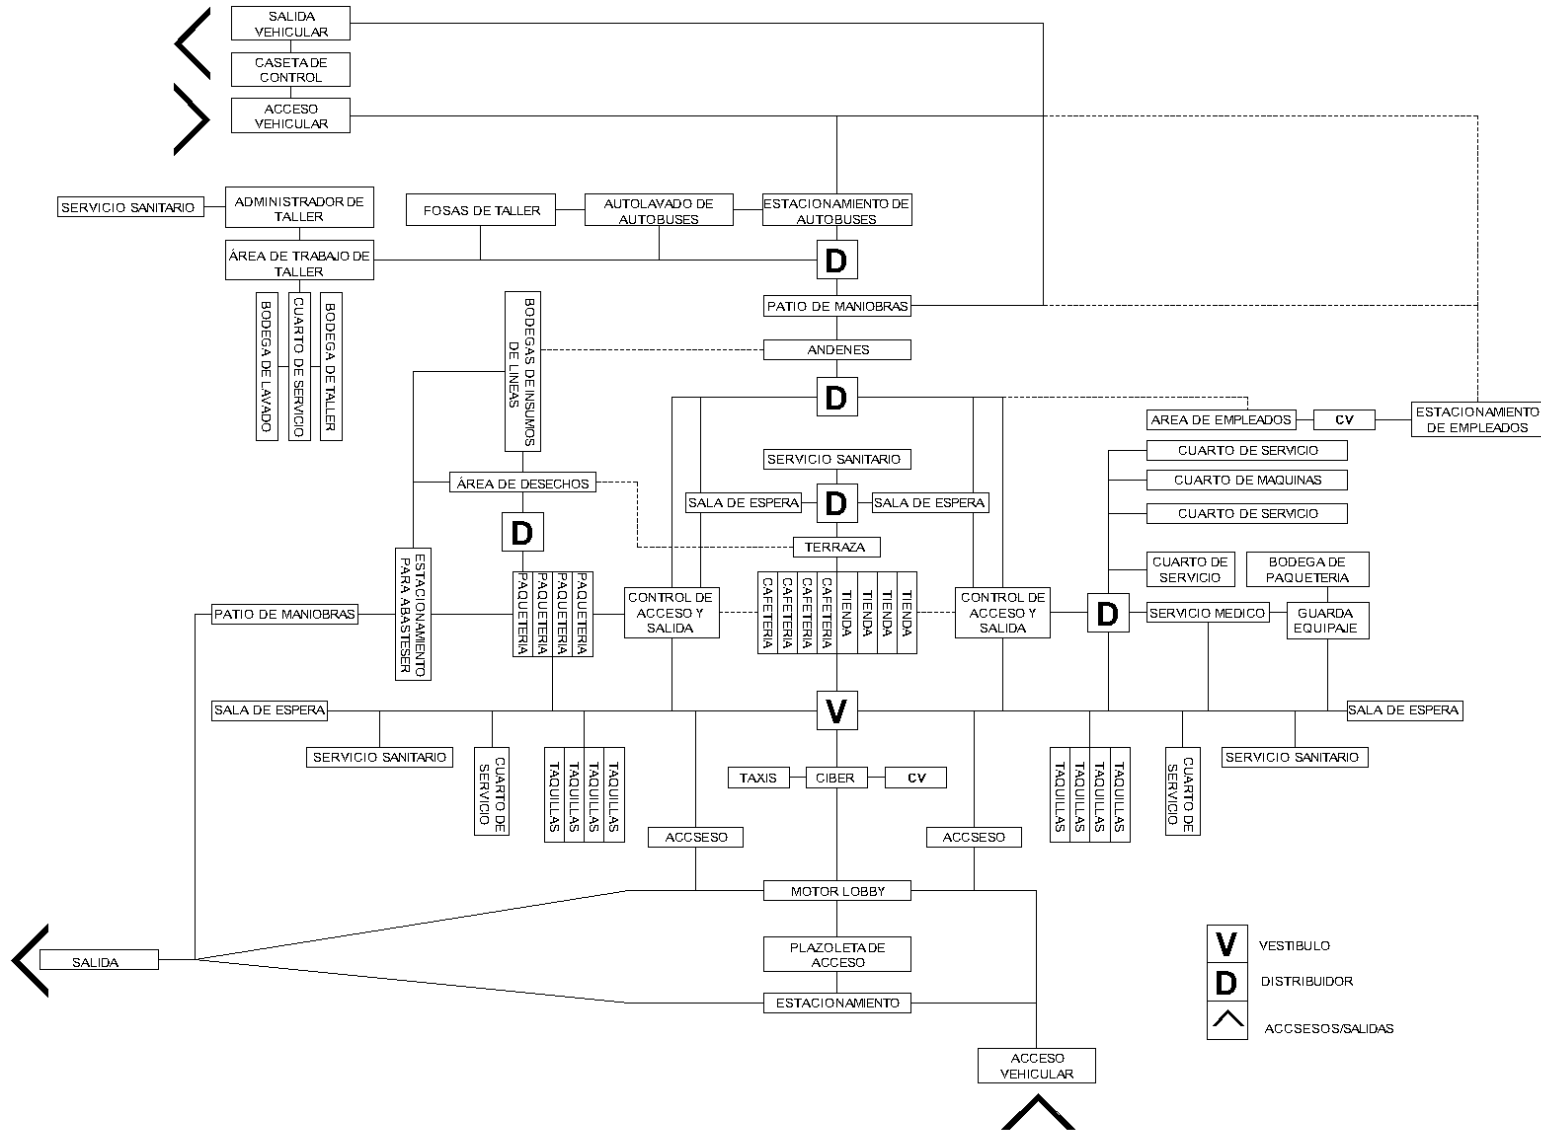 SALIDA
VEHICULAR
CASETA DE
CONTROL
ACCESO
VEHICULAR
SERVICIO SANITARIO
ADMINISTRADOR DE
TALLER
FOSAS DE TALLER
AUTOLAVADO DE
AUTOBUSES
ESTACIONAMIENTO DE
AUTOBUSES
ÁREA DE TRABAJO DE
TALLER
D
BODEGA DE LAVADO
CUARTO DE SERVICIO
BODEGA DE TALLER
BODEGAS DE INSUMOS
DE LINEAS
PATIO DE MANIOBRAS
ANDENES
D
AREA DE EMPLEADOS
CV
ESTACIONAMIENTO
DE EMPLEADOS
CUARTO DE SERVICIO
CUARTO DE MAQUINAS
CUARTO DE SERVICIO
SERVICIO SANITARIO
ÁREA DE DESECHOS
SALA DE ESPERA
D
SALA DE ESPERA
D
TERRAZA
ESTACIONAMIENTO
PARA ABASTESER
PAQUETERIA
PAQUETERIA
PAQUETERIA
PAQUETERIA
CONTROL DE
ACCESO Y
SALIDA
CAFETERIA
CAFETERIA
CAFETERIA
CAFETERIA
TIENDA
TIENDA
TIENDA
TIENDA
CONTROL DE
ACCESO Y
SALIDA
D
CUARTO DE
SERVICIO
BODEGA DE
PAQUETERIA
SERVICIO MEDICO
GUARDA
EQUIPAJE
PATIO DE MANIOBRAS
SALA DE ESPERA
V
SALA DE ESPERA
SERVICIO SANITARIO
CUARTO DE
SERVICIO
TAQUILLAS
TAQUILLAS
TAQUILLAS
TAQUILLAS
TAXIS
CIBER
CV
TAQUILLAS
TAQUILLAS
TAQUILLAS
TAQUILLAS
CUARTO DE
SERVICIO
SERVICIO SANITARIO
ACCSESO
ACCSESO
MOTOR LOBBY
PLAZOLETA DE
ACCESO
SALIDA
ESTACIONAMIENTO
ACCESO
VEHICULAR
V VESTIBULO
D DISTRIBUIDOR
ACCSESOS/SALIDAS